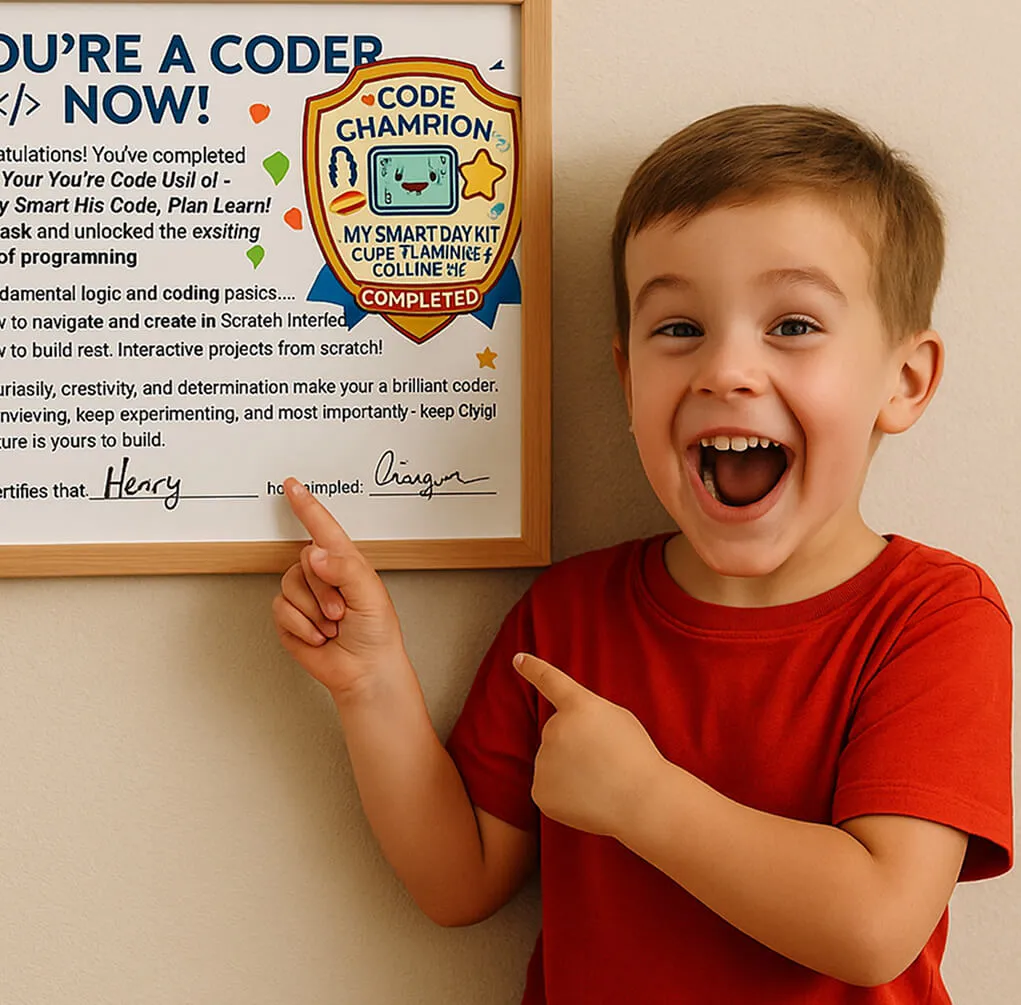 OU'RE A CODER
</> NOW!
atulations! You've completed
Your You're Code Usil ol -
y Smart His Code, Plan Learn!
ask and unlocked the exsiting
of programning
damental logic and coding pasics....
v to navigate and create in Scrateh Interfed
v to build rest. Interactive projects from scratch!
uriasily, crestivity, and determination make your a brilliant coder.
nvieving, keep experimenting, and most importantly - keep Clyigl
ture is yours to build.
ertifies that. Henry
impled:
CODE
GHAMRION
MY SMART DAY KIT
CUPE
COLLINE
COMPLETED